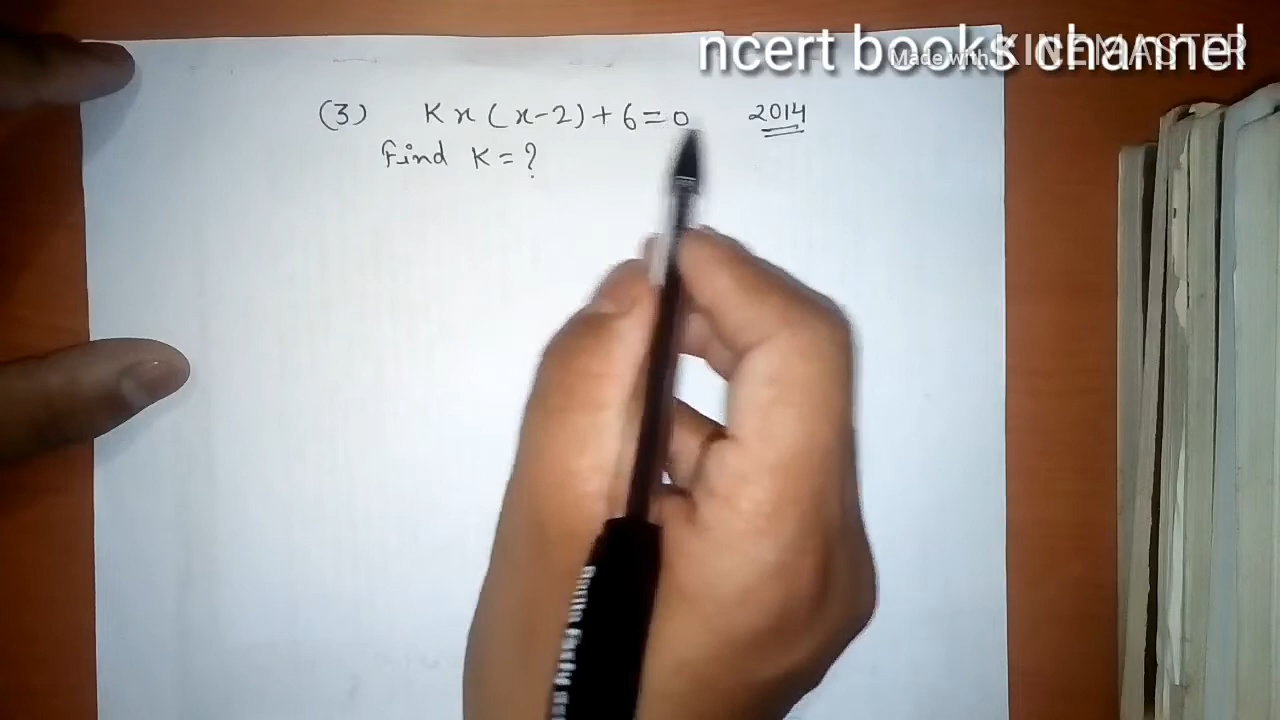 ncert books channel
Made with KINEMASTER
(3) Kx(x-2)+6=0 2014
find K=?